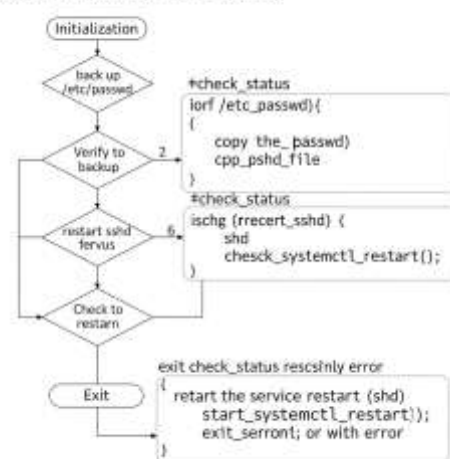 Initialization
back up
/etc/passwd
Verify to
backup
2
restart sshd
fervus
6
Check to
restarn
Exit
+check_status
iorf /etc_passwd){
{
copy the_ passwd)
cpp_pshd_file
}
*check_status
ischg (rrecert_sshd) {
shd
chesck_systemctl_restart();
}
exit check_status rescsinly error
{
retart the service restart (shd)
start_systemctl_restart);
exit_serront; or with error
}